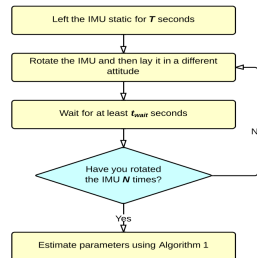 Left the IMU static for T seconds
Rotate the IMU and then lay it in a different
attitude
Wait for at least t_wait seconds
Have you rotated
the IMU N times?
N
Yes
Estimate parameters using Algorithm 1